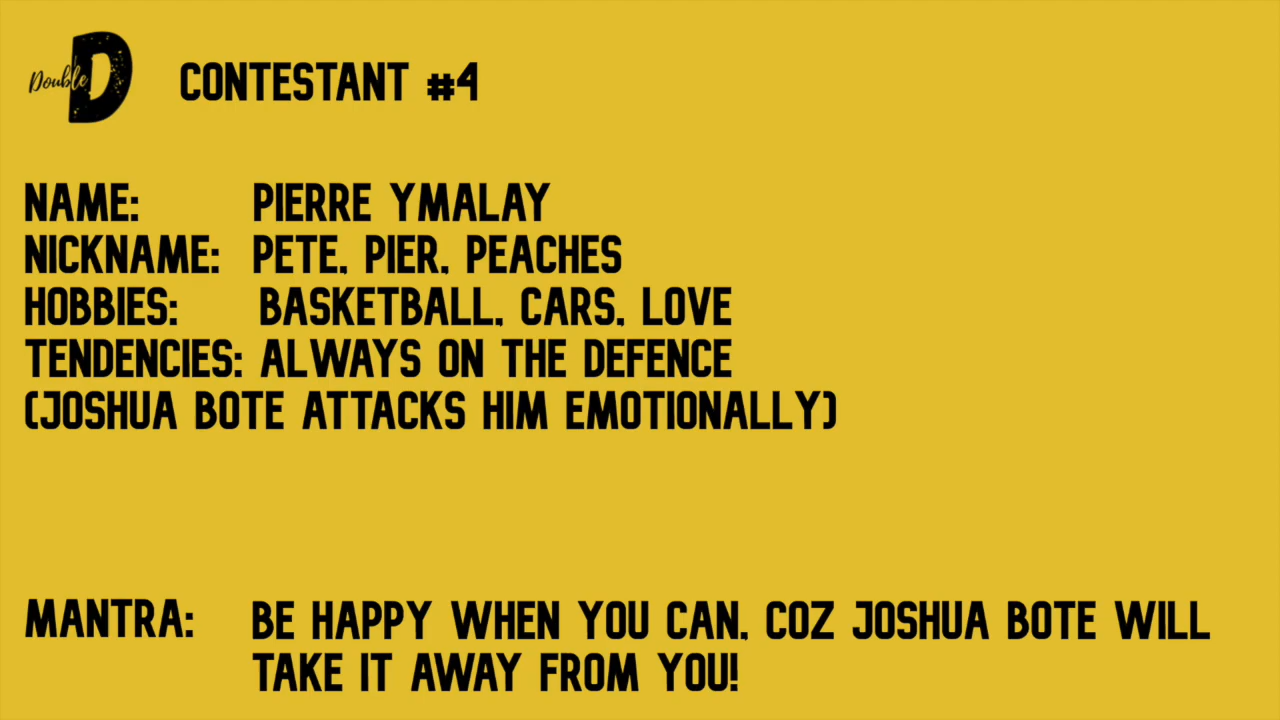 Double D
CONTESTANT #4
NAME: PIERRE YMALAY
NICKNAME: PETE, PIER, PEACHES
HOBBIES: BASKETBALL, CARS, LOVE
TENDENCIES: ALWAYS ON THE DEFENCE
(JOSHUA BOTE ATTACKS HIM EMOTIONALLY)
MANTRA: BE HAPPY WHEN YOU CAN, COZ JOSHUA BOTE WILL
TAKE IT AWAY FROM YOU!